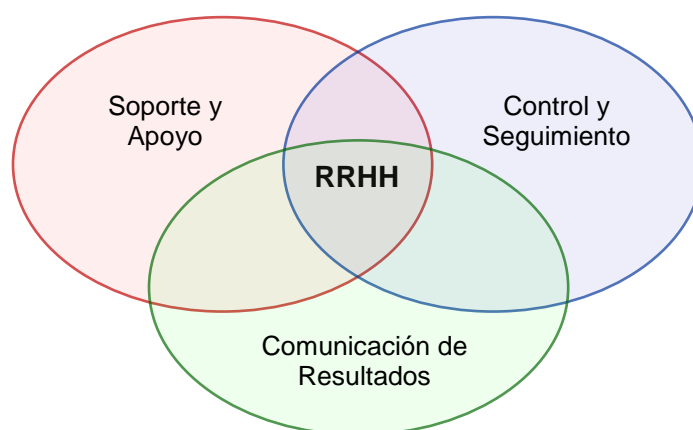 Soporte y
Apoyo
Control y
Seguimiento
RRHH
Comunicación de
Resultados